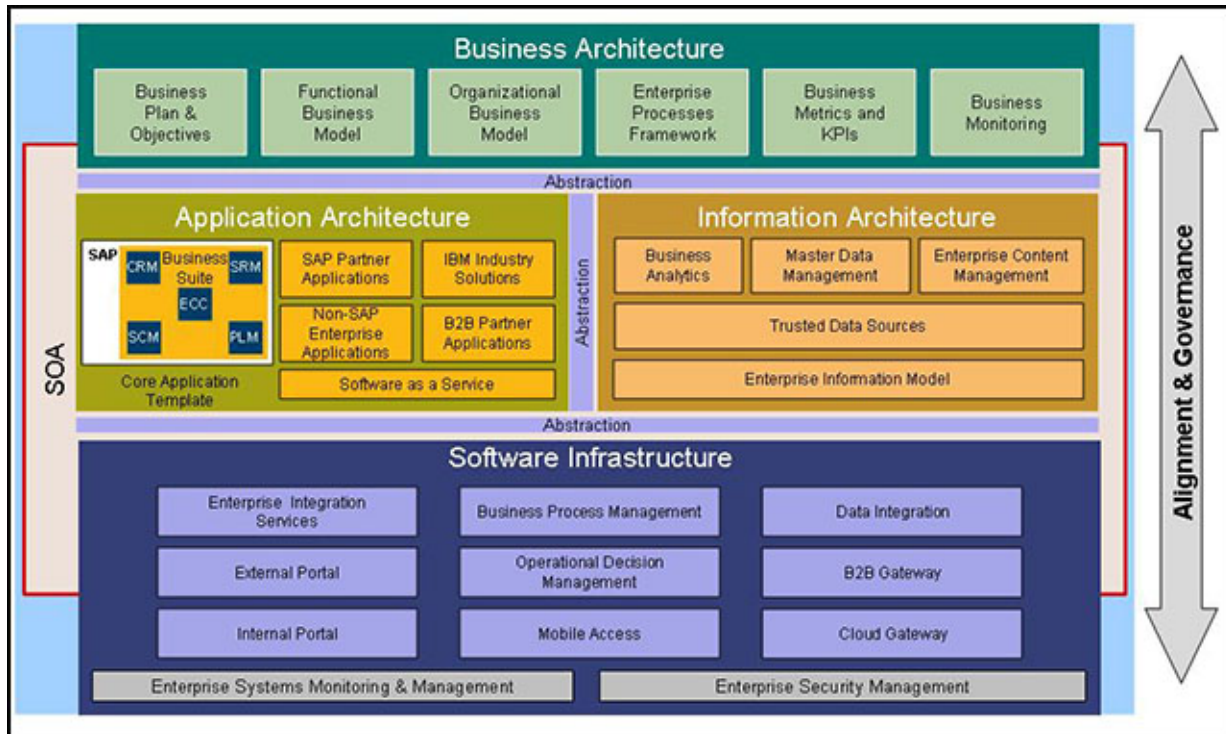 Business Architecture
Business
Plan &
Objectives
Functional
Business
Model
Organizational
Business
Model
Enterprise
Processes
Framework
Business
Metrics and
KPIs
Business
Monitoring
Abstraction
SOA
Application Architecture
SAP
Business
Suite
CRM
SRM
ECC
SCM
PLM
Core Application
Template
SAP Partner
Applications
IBM Industry
Solutions
Non-SAP
Enterprise
Applications
B2B Partner
Applications
Software as a Service
Abstraction
Information Architecture
Business
Analytics
Master Data
Management
Enterprise Content
Management
Trusted Data Sources
Enterprise Information Model
Abstraction
Software Infrastructure
Enterprise Integration
Services
Business Process Management
Data Integration
External Portal
Operational Decision
Management
B2B Gateway
Internal Portal
Mobile Access
Cloud Gateway
Enterprise Systems Monitoring & Management
Enterprise Security Management
Alignment & Governance